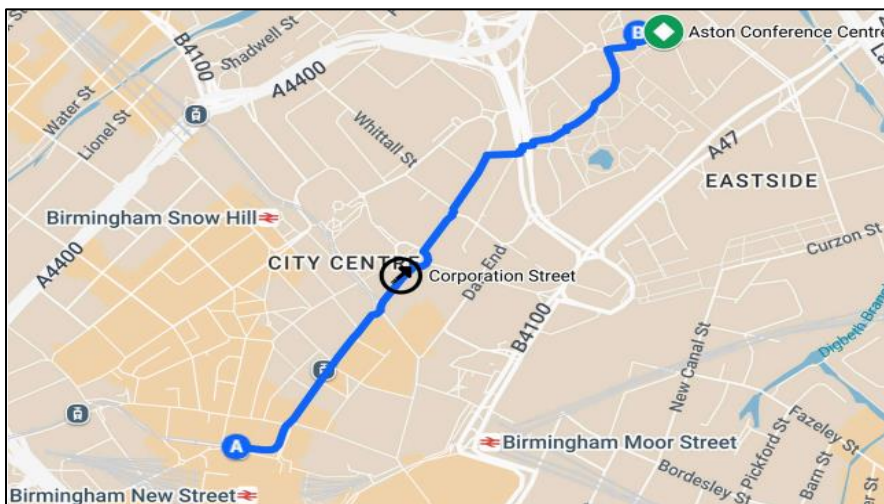 B4100
Shadwell St
A4400
Water St
Lionel St
Whittall St
B
Aston Conference Centre
A47
EASTSIDE
Birmingham Snow Hill
A4400
CITY CENTRE
Corporation Street
Dale End
Curzon St
B4100
New Canal St
Digbeth Bran
A
Birmingham Moor Street
Fazeley St
Pickford St
Bordesley St
Barn St
Birmingham New Street